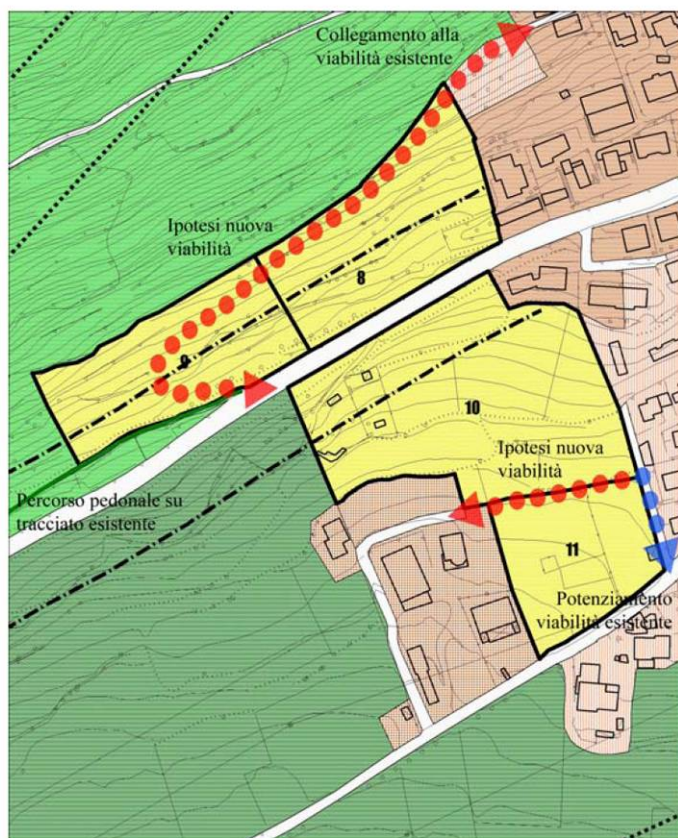 Collegamento alla
viabilità esistente
Ipotesi nuova
viabilità
8
9
10
Ipotesi nuova
viabilità
Percorso pedonale su
tracciato esistente
11
Potenziamento
viabilità esistente